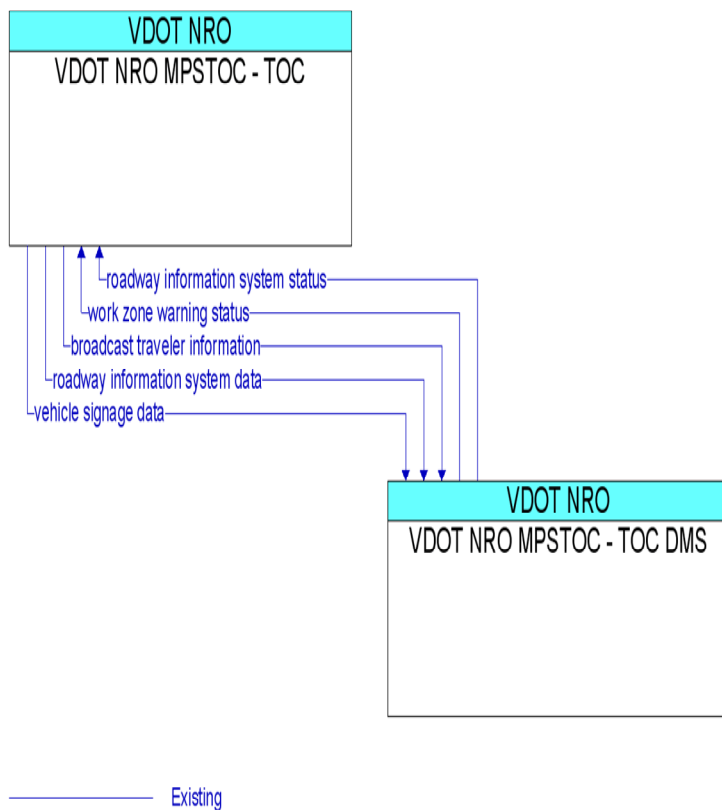 VDOT NRO
VDOT NRO MPSTOC - TOC
roadway information system status
work zone warning status
broadcast traveler information
roadway information system data
vehicle signage data
VDOT NRO
VDOT NRO MPSTOC - TOC DMS
Existing